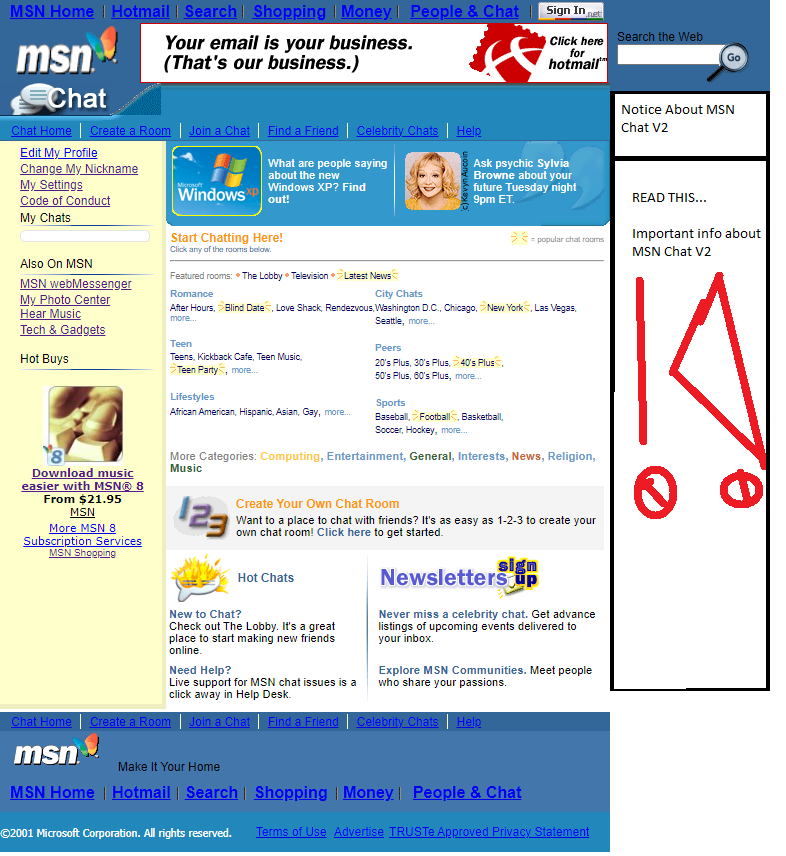 MSN Home | Hotmail | Search | Shopping | Money | People & Chat | Sign In .net
msn
Your email is your business.
(That's our business.)
Click here
for
hotmail™
Search the Web
Go
Chat
Chat Home | Create a Room | Join a Chat | Find a Friend | Celebrity Chats | Help
Edit My Profile
Change My Nickname
My Settings
Code of Conduct
My Chats
Also On MSN
MSN webMessenger
My Photo Center
Hear Music
Tech & Gadgets
Hot Buys
8
Download music
easier with MSN® 8
From $21.95
MSN
More MSN 8
Subscription Services
MSN Shopping
Microsoft
Windows xp
What are people saying
about the new
Windows XP? Find
out!
(c)Kevyn Aucoin
Ask psychic Sylvia
Browne about your
future Tuesday night
9pm ET.
Start Chatting Here!
Click any of the rooms below.
= popular chat rooms
Featured rooms: • The Lobby • Television • Latest News
Romance
After Hours, Blind Date, Love Shack, Rendezvous,
more...
City Chats
Washington D.C., Chicago, New York, Las Vegas,
Seattle, more...
Teen
Teens, Kickback Cafe, Teen Music,
Teen Party, more...
Peers
20's Plus, 30's Plus, 40's Plus,
50's Plus, 60's Plus, more...
Lifestyles
African American, Hispanic, Asian, Gay, more...
Sports
Baseball, Football, Basketball,
Soccer, Hockey, more...
More Categories: Computing, Entertainment, General, Interests, News, Religion,
Music
123
Create Your Own Chat Room
Want to a place to chat with friends? It's as easy as 1-2-3 to create your
own chat room! Click here to get started.
Hot Chats
New to Chat?
Check out The Lobby. It's a great
place to start making new friends
online.
Need Help?
Live support for MSN chat issues is a
click away in Help Desk.
Newsletters sign up
Never miss a celebrity chat. Get advance
listings of upcoming events delivered to
your inbox.
Explore MSN Communities. Meet people
who share your passions.
Notice About MSN
Chat V2
READ THIS...
Important info about
MSN Chat V2
Chat Home | Create a Room | Join a Chat | Find a Friend | Celebrity Chats | Help
msn
Make It Your Home
MSN Home | Hotmail | Search | Shopping | Money | People & Chat
©2001 Microsoft Corporation. All rights reserved. Terms of Use Advertise TRUSTe Approved Privacy Statement